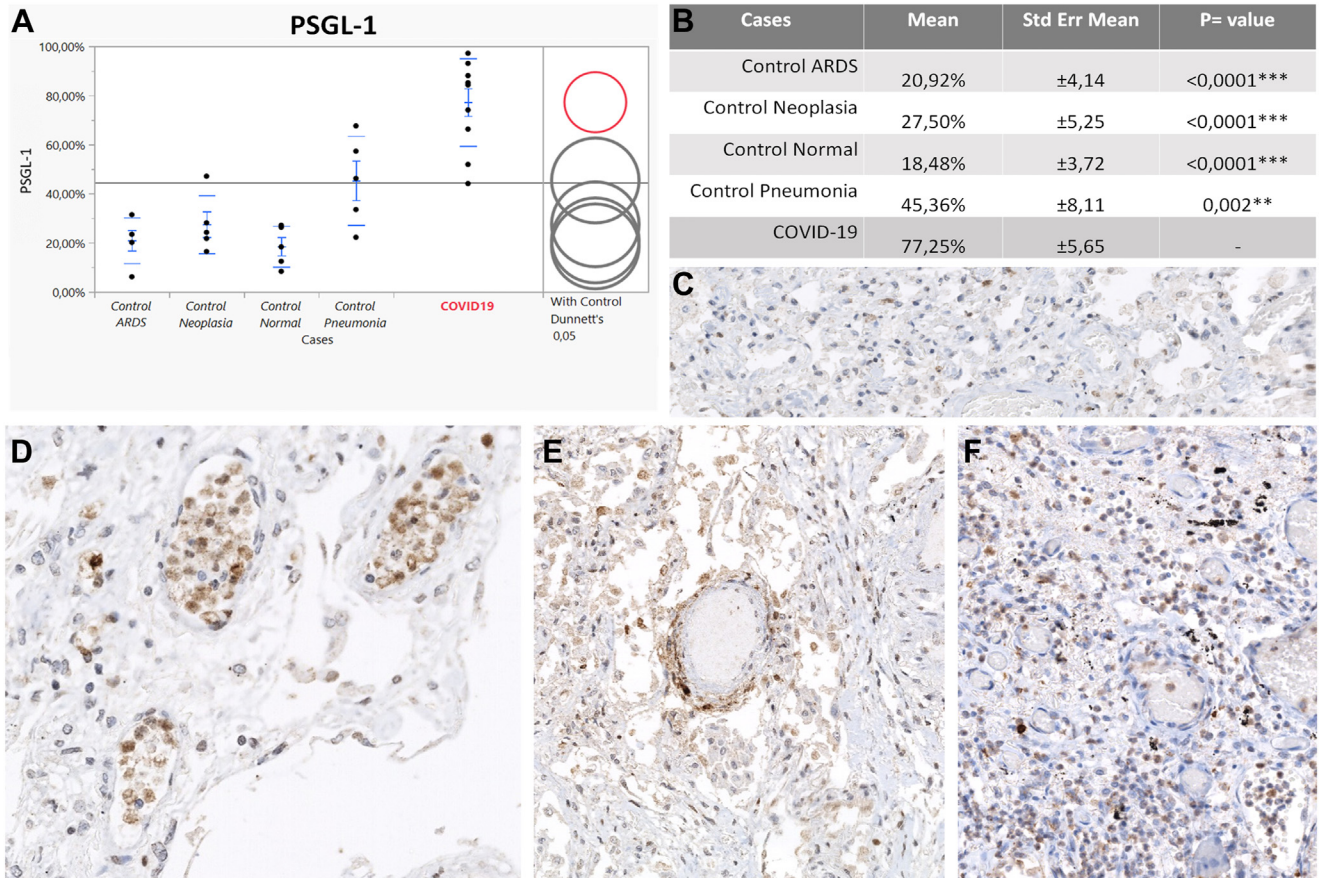 A
PSGL-1
100,00%
80,00%
60,00%
40,00%
20,00%
0,00%
PSGL-1
Control
ARDS
Control
Neoplasia
Control
Normal
Control
Pneumonia
COVID19
Cases
With Control
Dunnett's
0,05
B
Cases Mean Std Err Mean P= value
Control ARDS 20,92% ±4,14 <0,0001***
Control Neoplasia 27,50% ±5,25 <0,0001***
Control Normal 18,48% ±3,72 <0,0001***
Control Pneumonia 45,36% ±8,11 0,002**
COVID-19 77,25% ±5,65 -
C
D
E
F